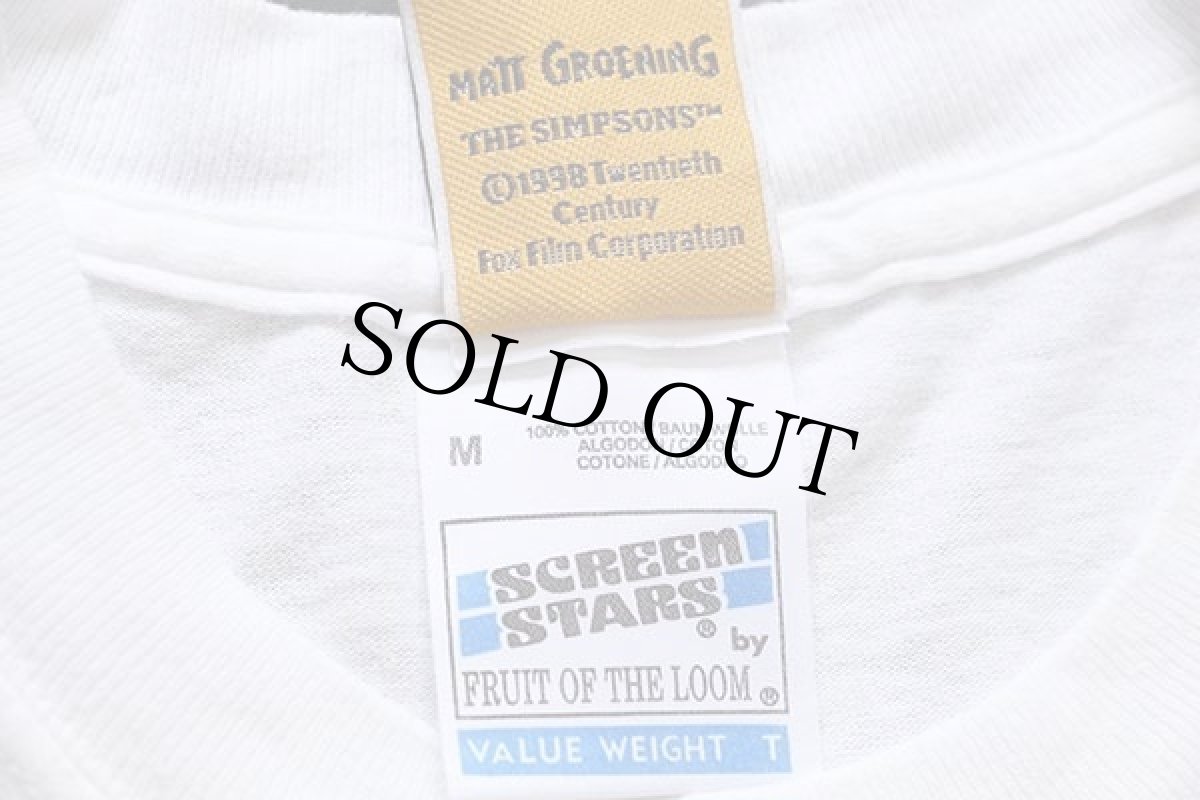 MATT GROENING
THE SIMPSONS™
©1998 Twentieth
Century
Fox Film Corporation
SOLD OUT
M
100% COTTON / BAUMWOLLE
ALGODON / COTON
COTONE / ALGODÃO
SCREEN
STARS®
by
FRUIT OF THE LOOM®
VALUE WEIGHT T